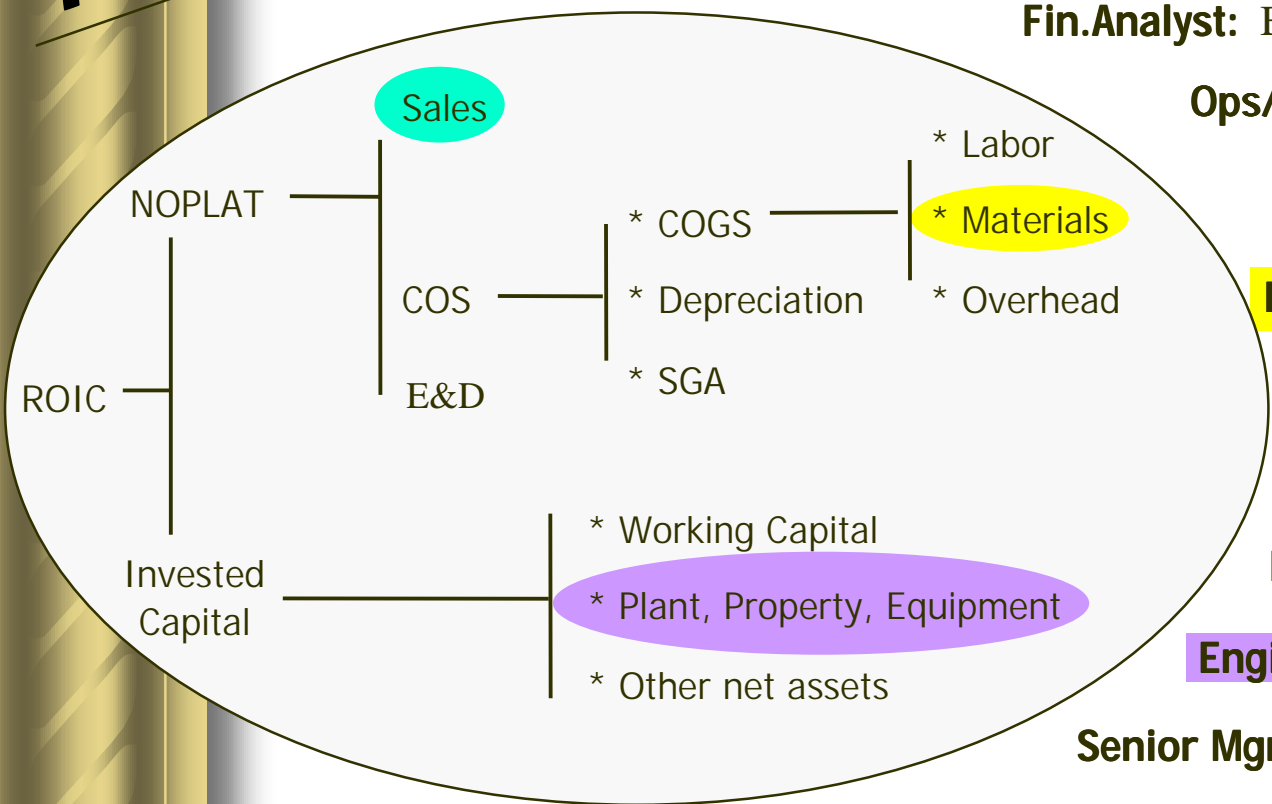 Fin.Analyst:
Sales
Ops/
* Labor
NOPLAT
* COGS
* Materials
COS
* Depreciation
* Overhead
ROIC
E&D
* SGA
* Working Capital
Invested
Capital
* Plant, Property, Equipment
* Other net assets
Engi
Senior Mgr